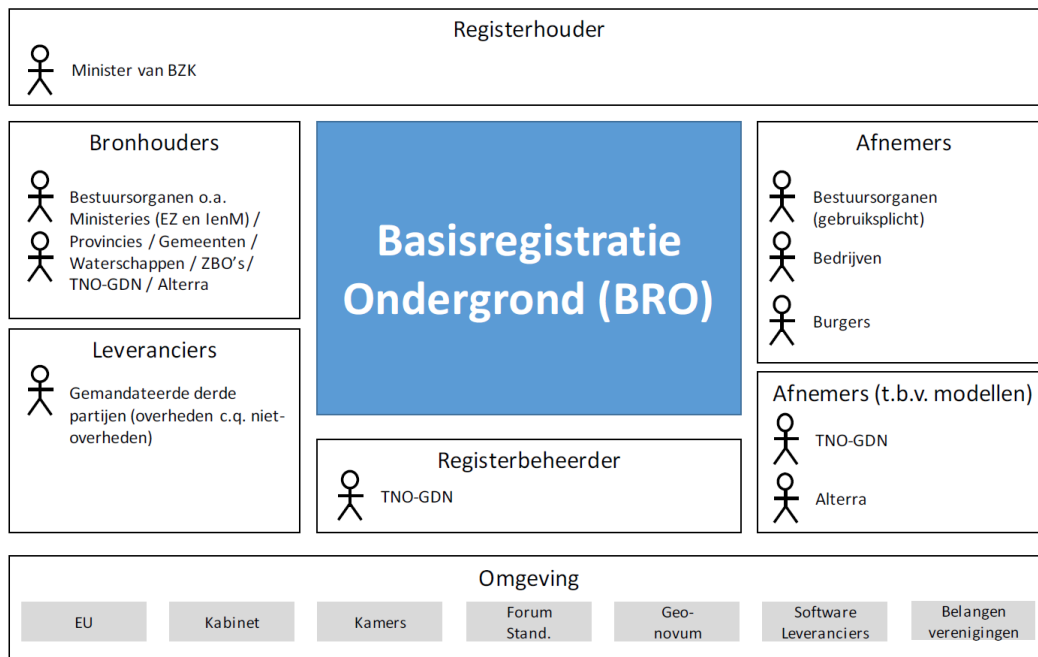 Registerhouder
Minister van BZK
Bronhouders
Bestuursorganen o.a.
Ministeries (EZ en IenM) /
Provincies / Gemeenten /
Waterschappen / ZBO's /
TNO-GDN / Alterra
Leveranciers
Gemandateerde derde
partijen (overheden c.q. niet-
overheden)
Basisregistratie
Ondergrond (BRO)
Registerbeheerder
TNO-GDN
Afnemers
Bestuursorganen
(gebruiksplicht)
Bedrijven
Burgers
Afnemers (t.b.v. modellen)
TNO-GDN
Alterra
Omgeving
EU
Kabinet
Kamers
Forum
Stand.
Geo-
novum
Software
Leveranciers
Belangen
verenigingen